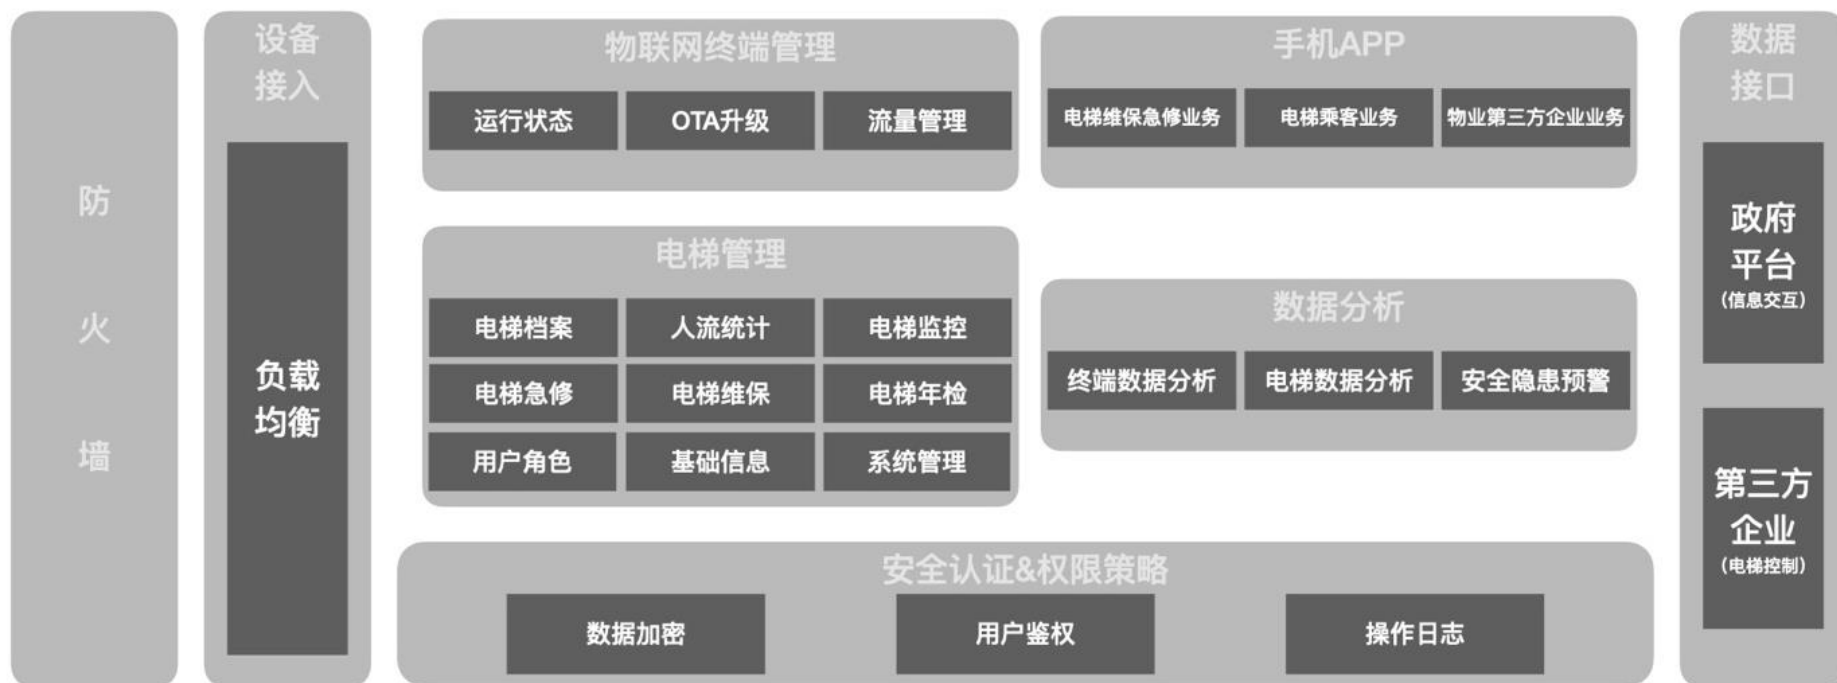 防
火
墙
设备
接入
负载
均衡
物联网终端管理
运行状态
OTA升级
流量管理
手机APP
电梯维保急修业务
电梯乘客业务
物业第三方企业业务
电梯管理
电梯档案
人流统计
电梯监控
电梯急修
电梯维保
电梯年检
用户角色
基础信息
系统管理
数据分析
终端数据分析
电梯数据分析
安全隐患预警
安全认证&权限策略
数据加密
用户鉴权
操作日志
数据
接口
政府
平台
（信息交互）
第三方
企业
（电梯控制）